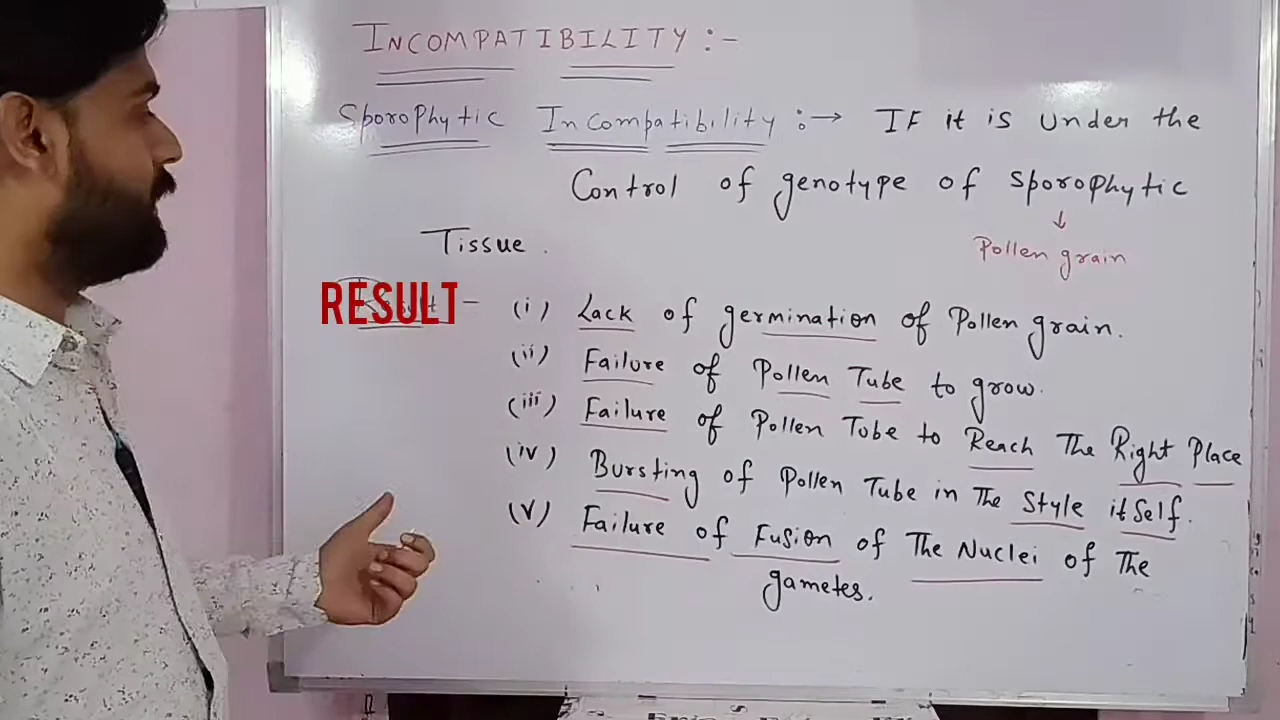 INCOMPATIBILITY :-
Sporophytic Incompatibility :→ IF it is under the
Control of genotype of Sporophytic
↓
Pollen grain
Tissue.
RESULT -
(i) Lack of germination of Pollen grain.
(ii) Failure of Pollen Tube to grow.
(iii) Failure of Pollen Tube to Reach The Right Place
(iv) Bursting of Pollen Tube in The Style itself.
(v) Failure of Fusion of The Nuclei of The
gametes.